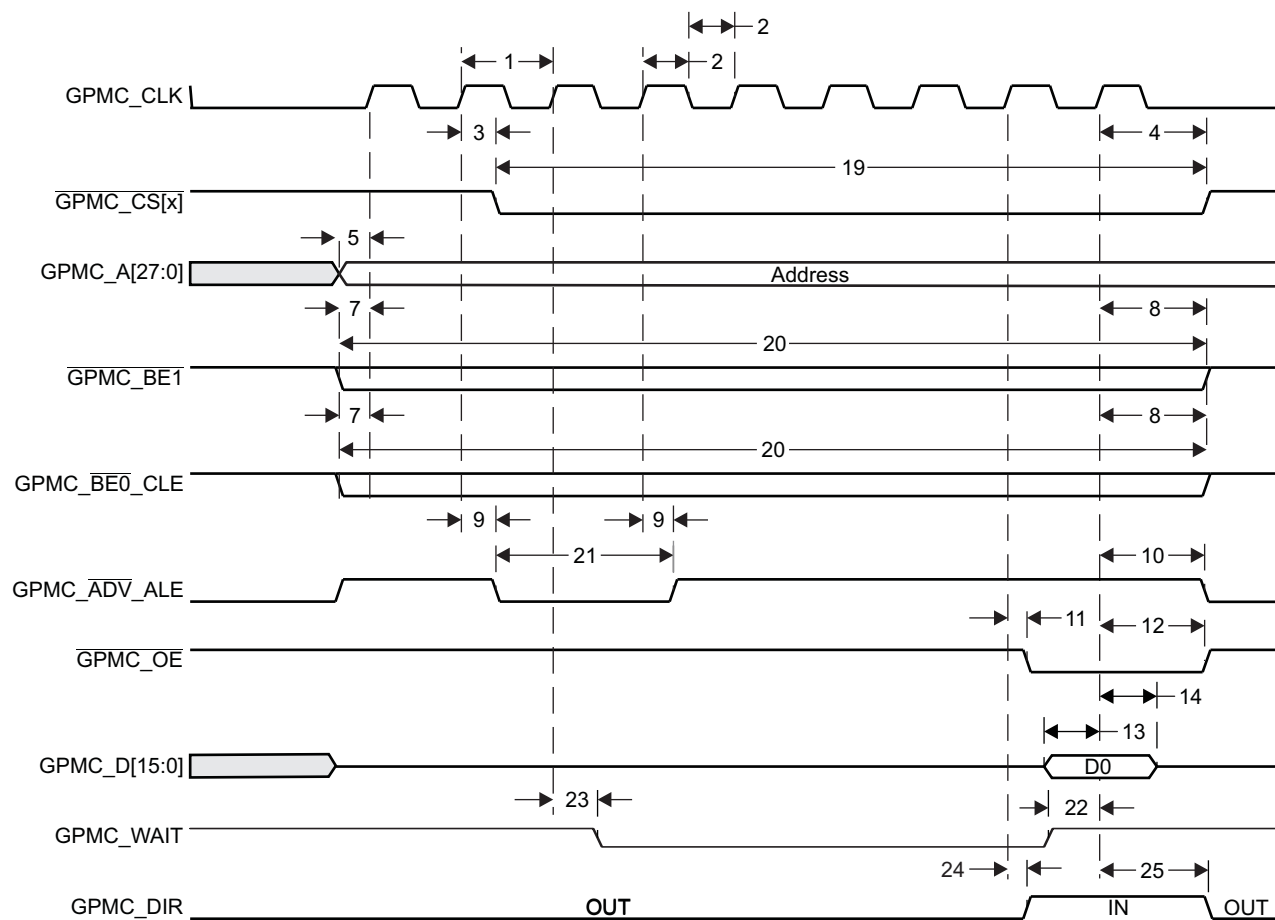 2
1
2
GPMC_CLK
3
4
19
GPMC_CS[x]
5
GPMC_A[27:0]
Address
7
8
20
GPMC_BE1
7
8
20
GPMC_BE0_CLE
9
9
21
10
GPMC_ADV_ALE
11
12
GPMC_OE
14
13
GPMC_D[15:0]
D0
23
22
GPMC_WAIT
24
25
GPMC_DIR
OUT
IN
OUT